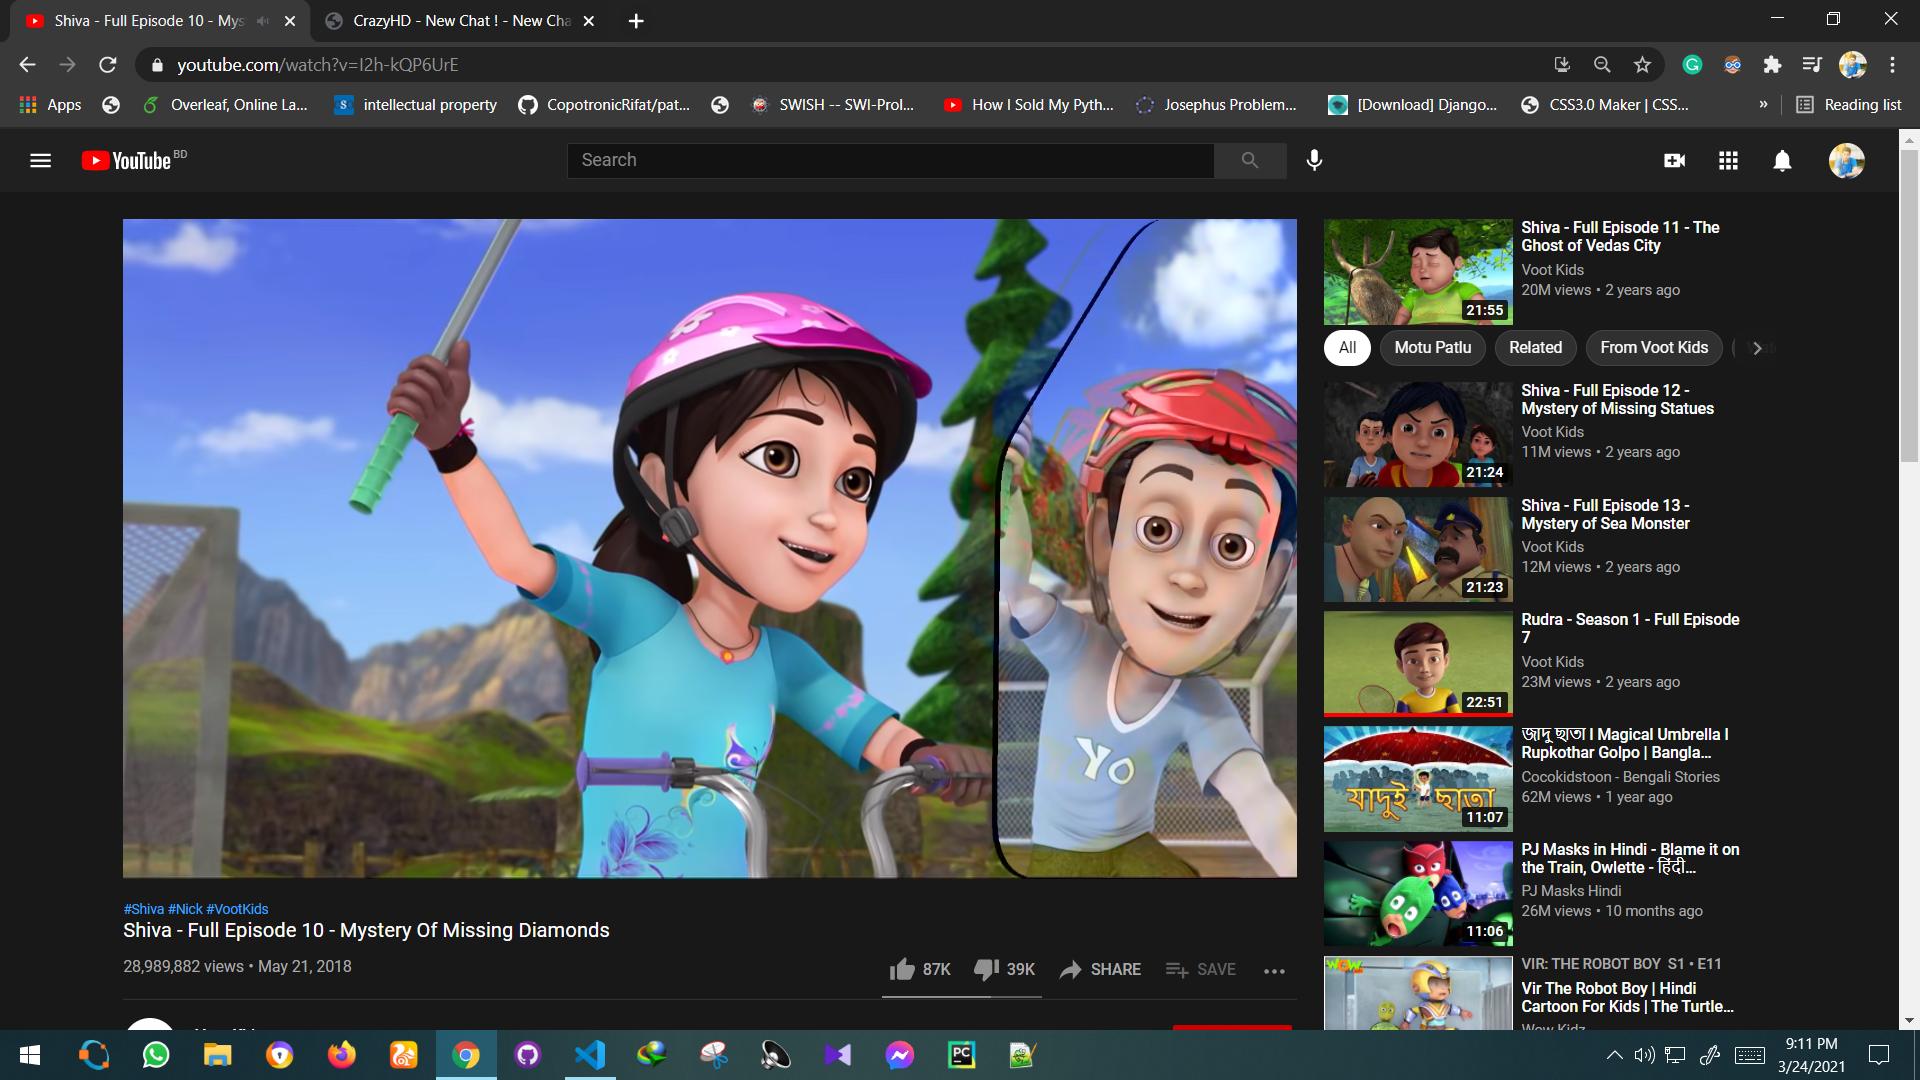 Shiva - Full Episode 10 - Mys
CrazyHD - New Chat ! - New Cha
youtube.com/watch?v=I2h-kQP6UrE
Apps
Overleaf, Online La...
intellectual property
CopotronicRifat/pat...
SWISH -- SWI-Prol...
How I Sold My Pyth...
Josephus Problem...
[Download] Django...
CSS3.0 Maker | CSS...
»
Reading list
YouTube BD
Search
YO
#Shiva #Nick #VootKids
Shiva - Full Episode 10 - Mystery Of Missing Diamonds
28,989,882 views • May 21, 2018
87K
39K
SHARE
SAVE
Shiva - Full Episode 11 - The
Ghost of Vedas City
Voot Kids
20M views • 2 years ago
21:55
All
Motu Patlu
Related
From Voot Kids
Shiva - Full Episode 12 -
Mystery of Missing Statues
Voot Kids
11M views • 2 years ago
21:24
Shiva - Full Episode 13 -
Mystery of Sea Monster
Voot Kids
12M views • 2 years ago
21:23
Rudra - Season 1 - Full Episode
7
Voot Kids
23M views • 2 years ago
22:51
জাদু ছাতা I Magical Umbrella I
Rupkothar Golpo | Bangla...
Cocokidstoon - Bengali Stories
62M views • 1 year ago
যাদুই ছাতা
11:07
PJ Masks in Hindi - Blame it on
the Train, Owlette - हिंदी...
PJ Masks Hindi
26M views • 10 months ago
11:06
WOW
VIR: THE ROBOT BOY S1 • E11
Vir The Robot Boy | Hindi
Cartoon For Kids | The Turtle...
Wow Kidz
PC
9:11 PM
3/24/2021